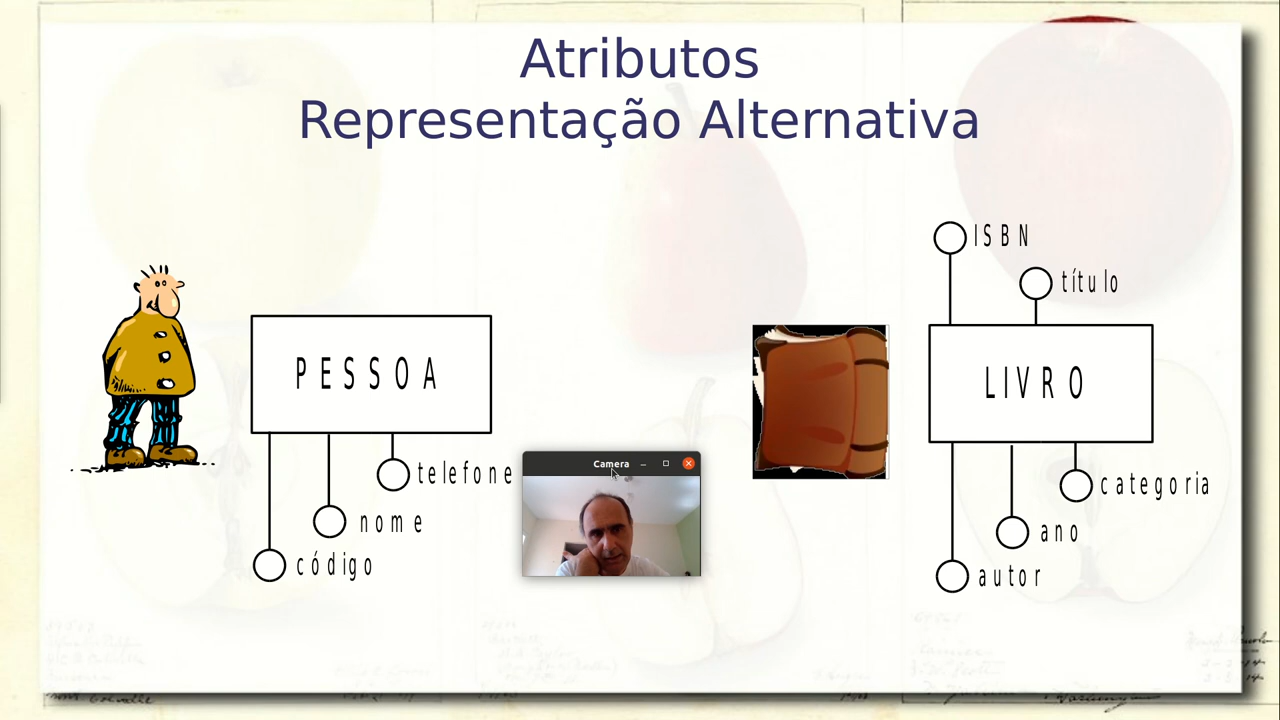 Atributos
Representação Alternativa
ISBN
título
PESSOA
LIVRO
Camera
telefone
categoria
nome
ano
código
autor